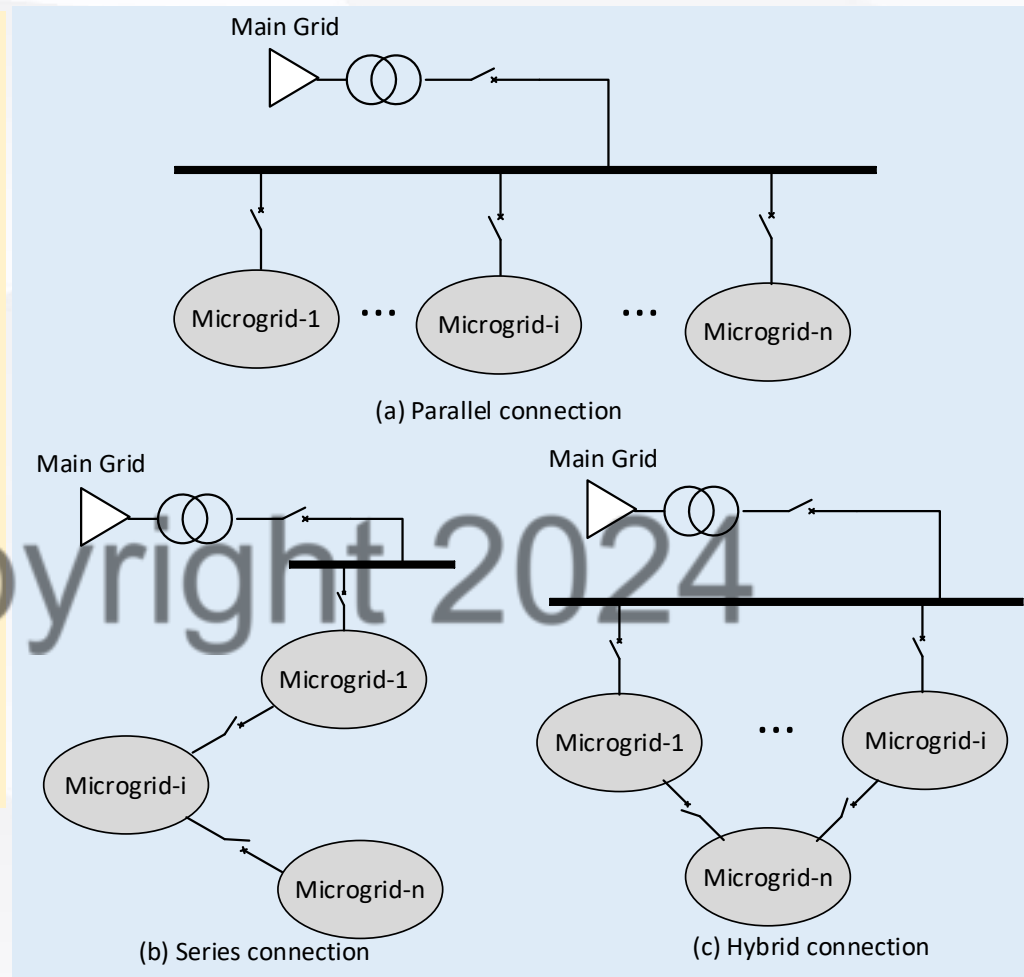 Main Grid
Microgrid-1
...
Microgrid-i
...
Microgrid-n
(a) Parallel connection
Main Grid
Microgrid-1
Microgrid-i
Microgrid-n
(b) Series connection
Main Grid
Microgrid-1
...
Microgrid-i
Microgrid-n
(c) Hybrid connection
pyright 2024